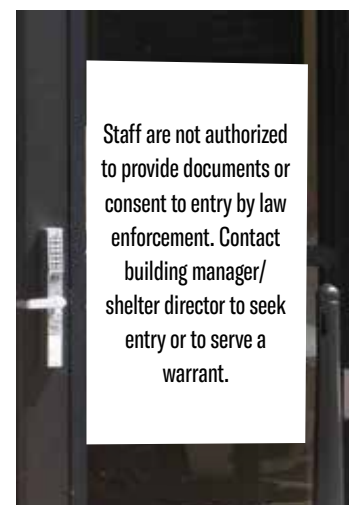 Staff are not authorized
to provide documents or
consent to entry by law
enforcement. Contact
building manager/
shelter director to seek
entry or to serve a
warrant.